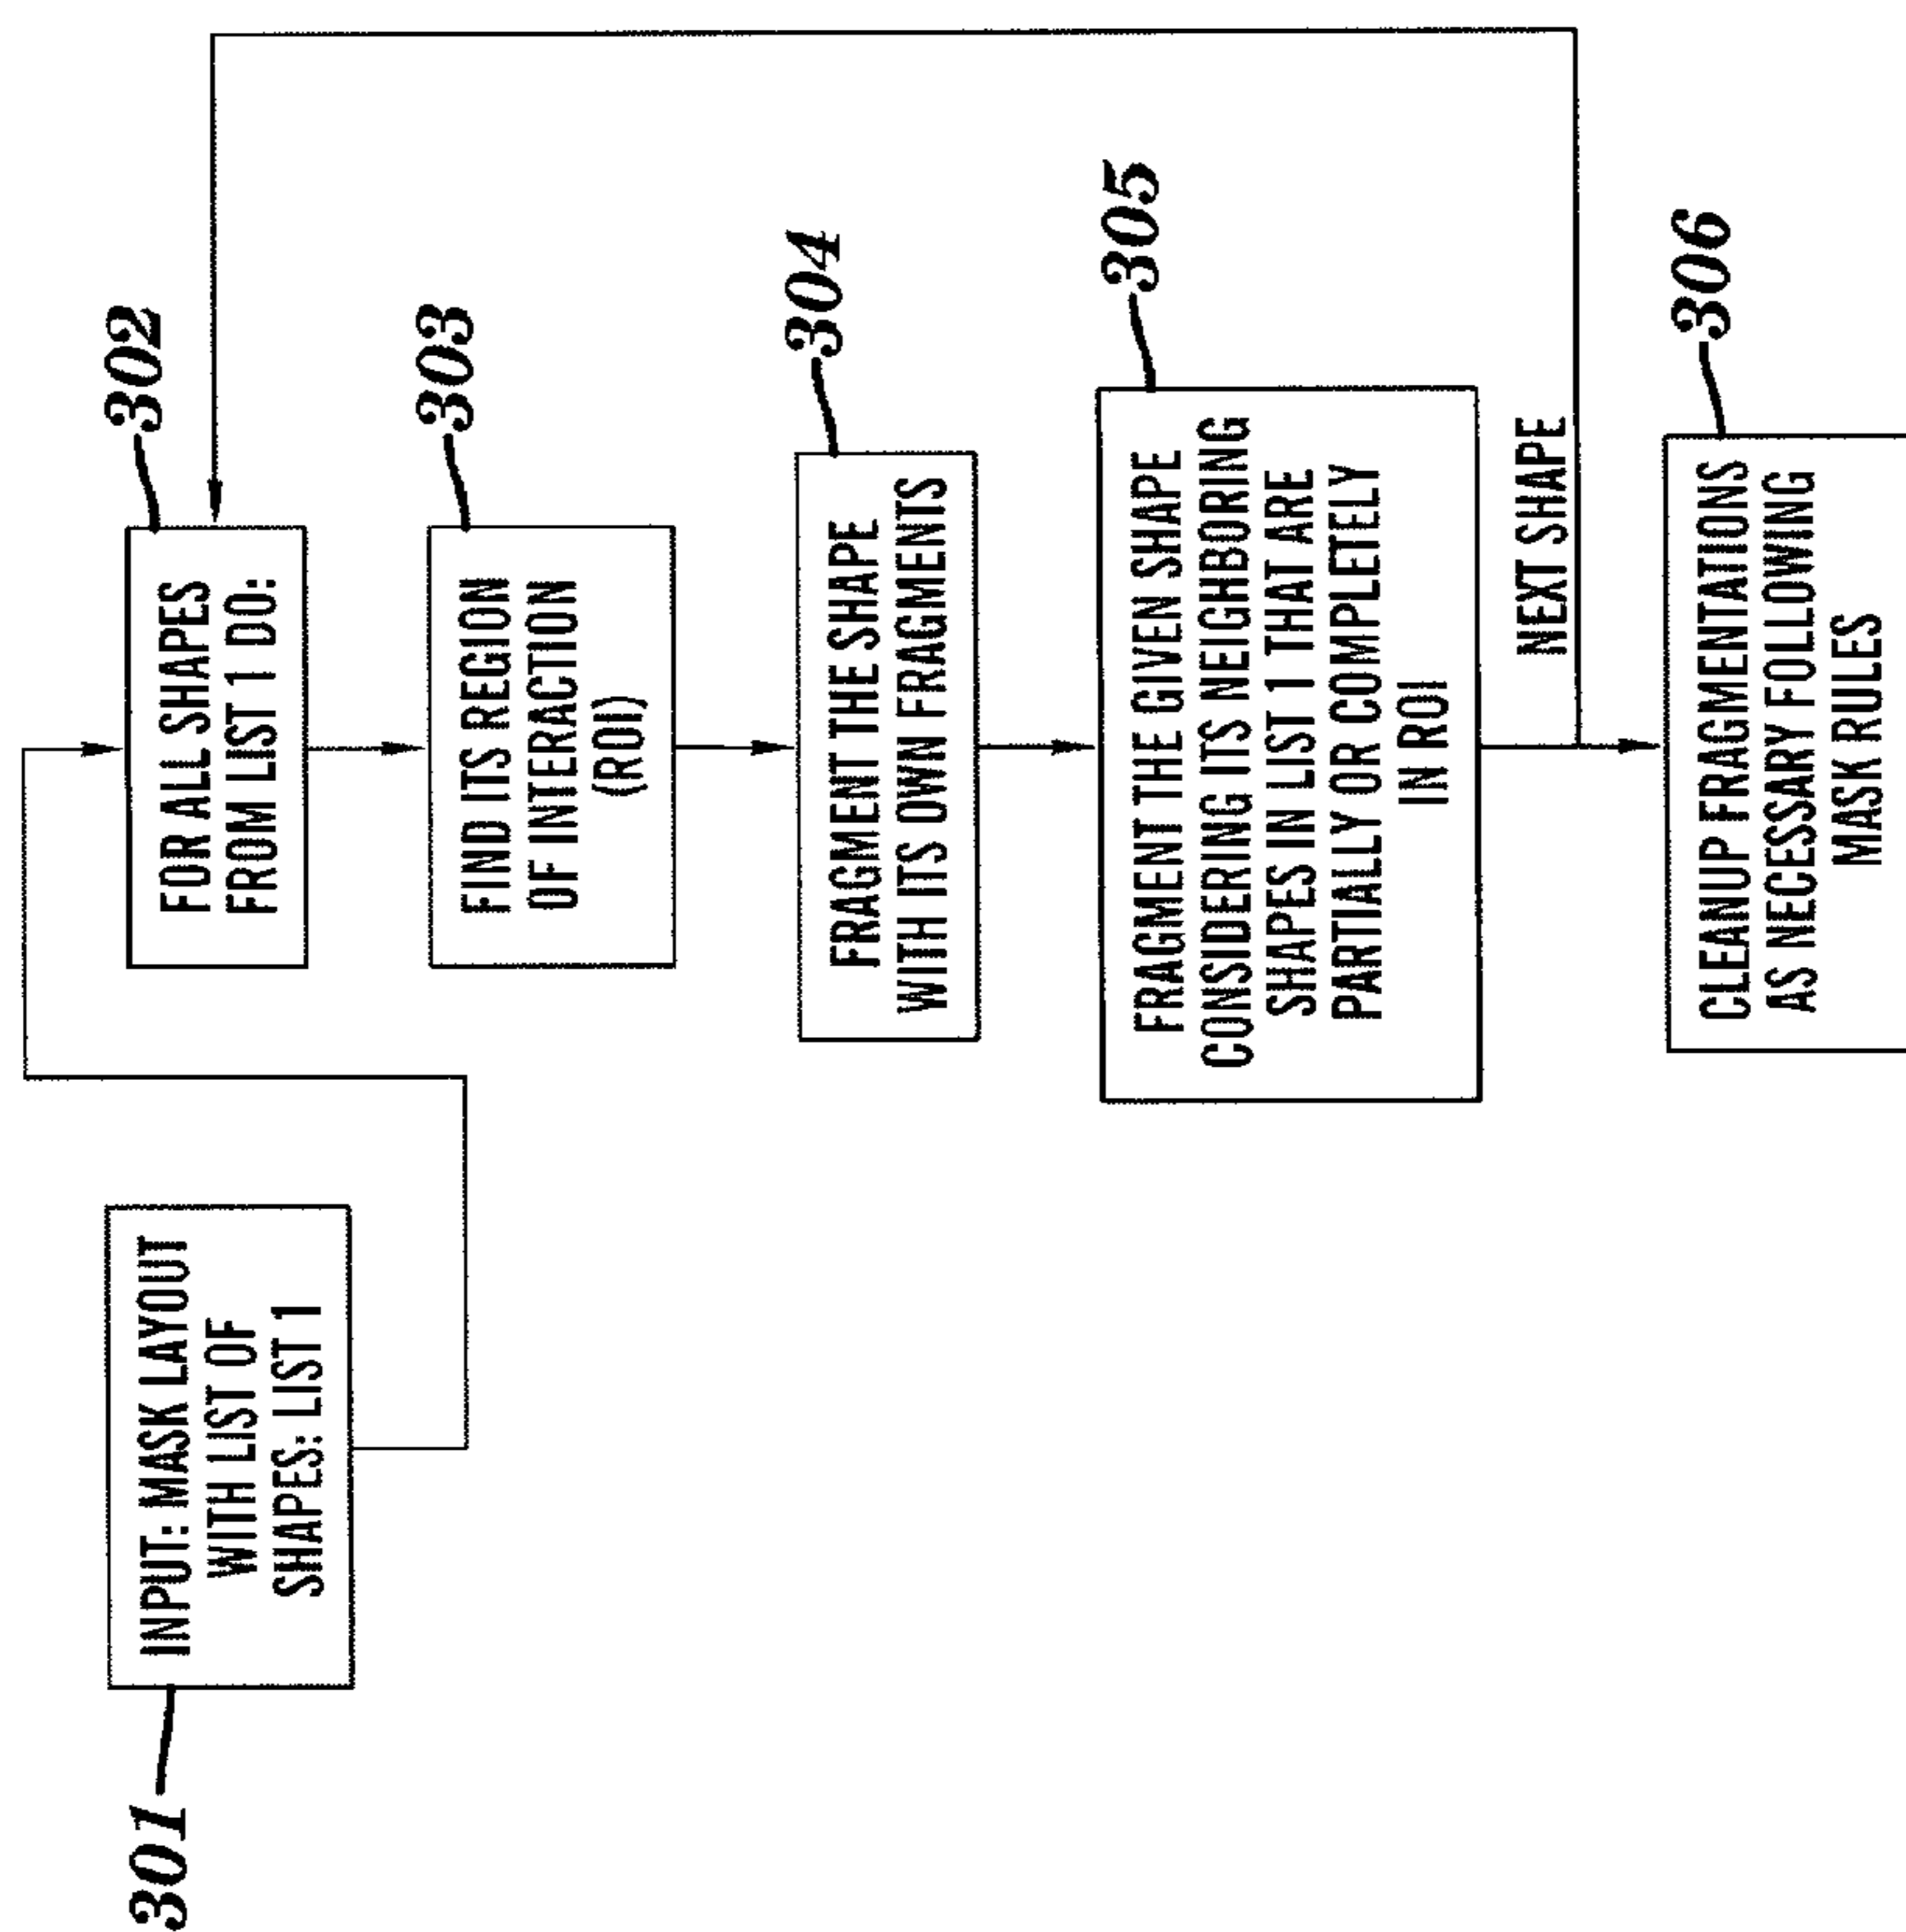 301
INPUT: MASK LAYOUT
WITH LIST OF
SHAPES: LIST 1
302
FOR ALL SHAPES
FROM LIST 1 DO:
303
FIND ITS REGION
OF INTERACTION
(ROI)
304
FRAGMENT THE SHAPE
WITH ITS OWN FRAGMENTS
305
FRAGMENT THE GIVEN SHAPE
CONSIDERING ITS NEIGHBORING
SHAPES IN LIST 1 THAT ARE
PARTIALLY OR COMPLETELY
IN ROI
NEXT SHAPE
306
CLEANUP FRAGMENTATIONS
AS NECESSARY FOLLOWING
MASK RULES